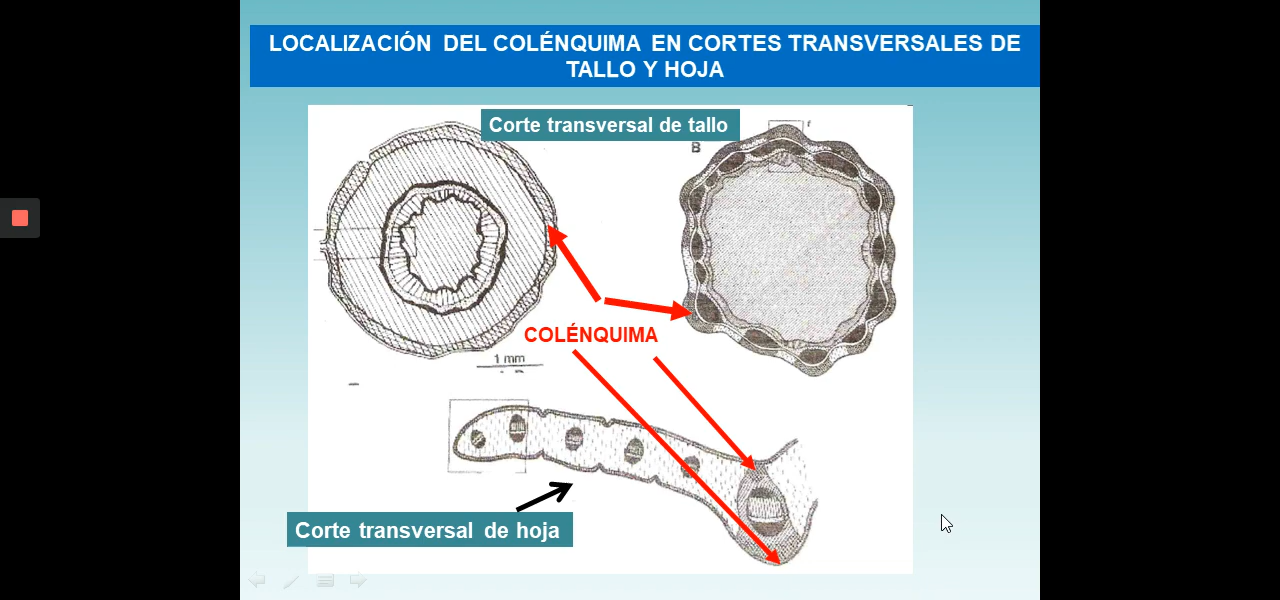 LOCALIZACIÓN DEL COLÉNQUIMA EN CORTES TRANSVERSALES DE
TALLO Y HOJA
Corte transversal de tallo
f
B
COLÉNQUIMA
1 mm
Corte transversal de hoja